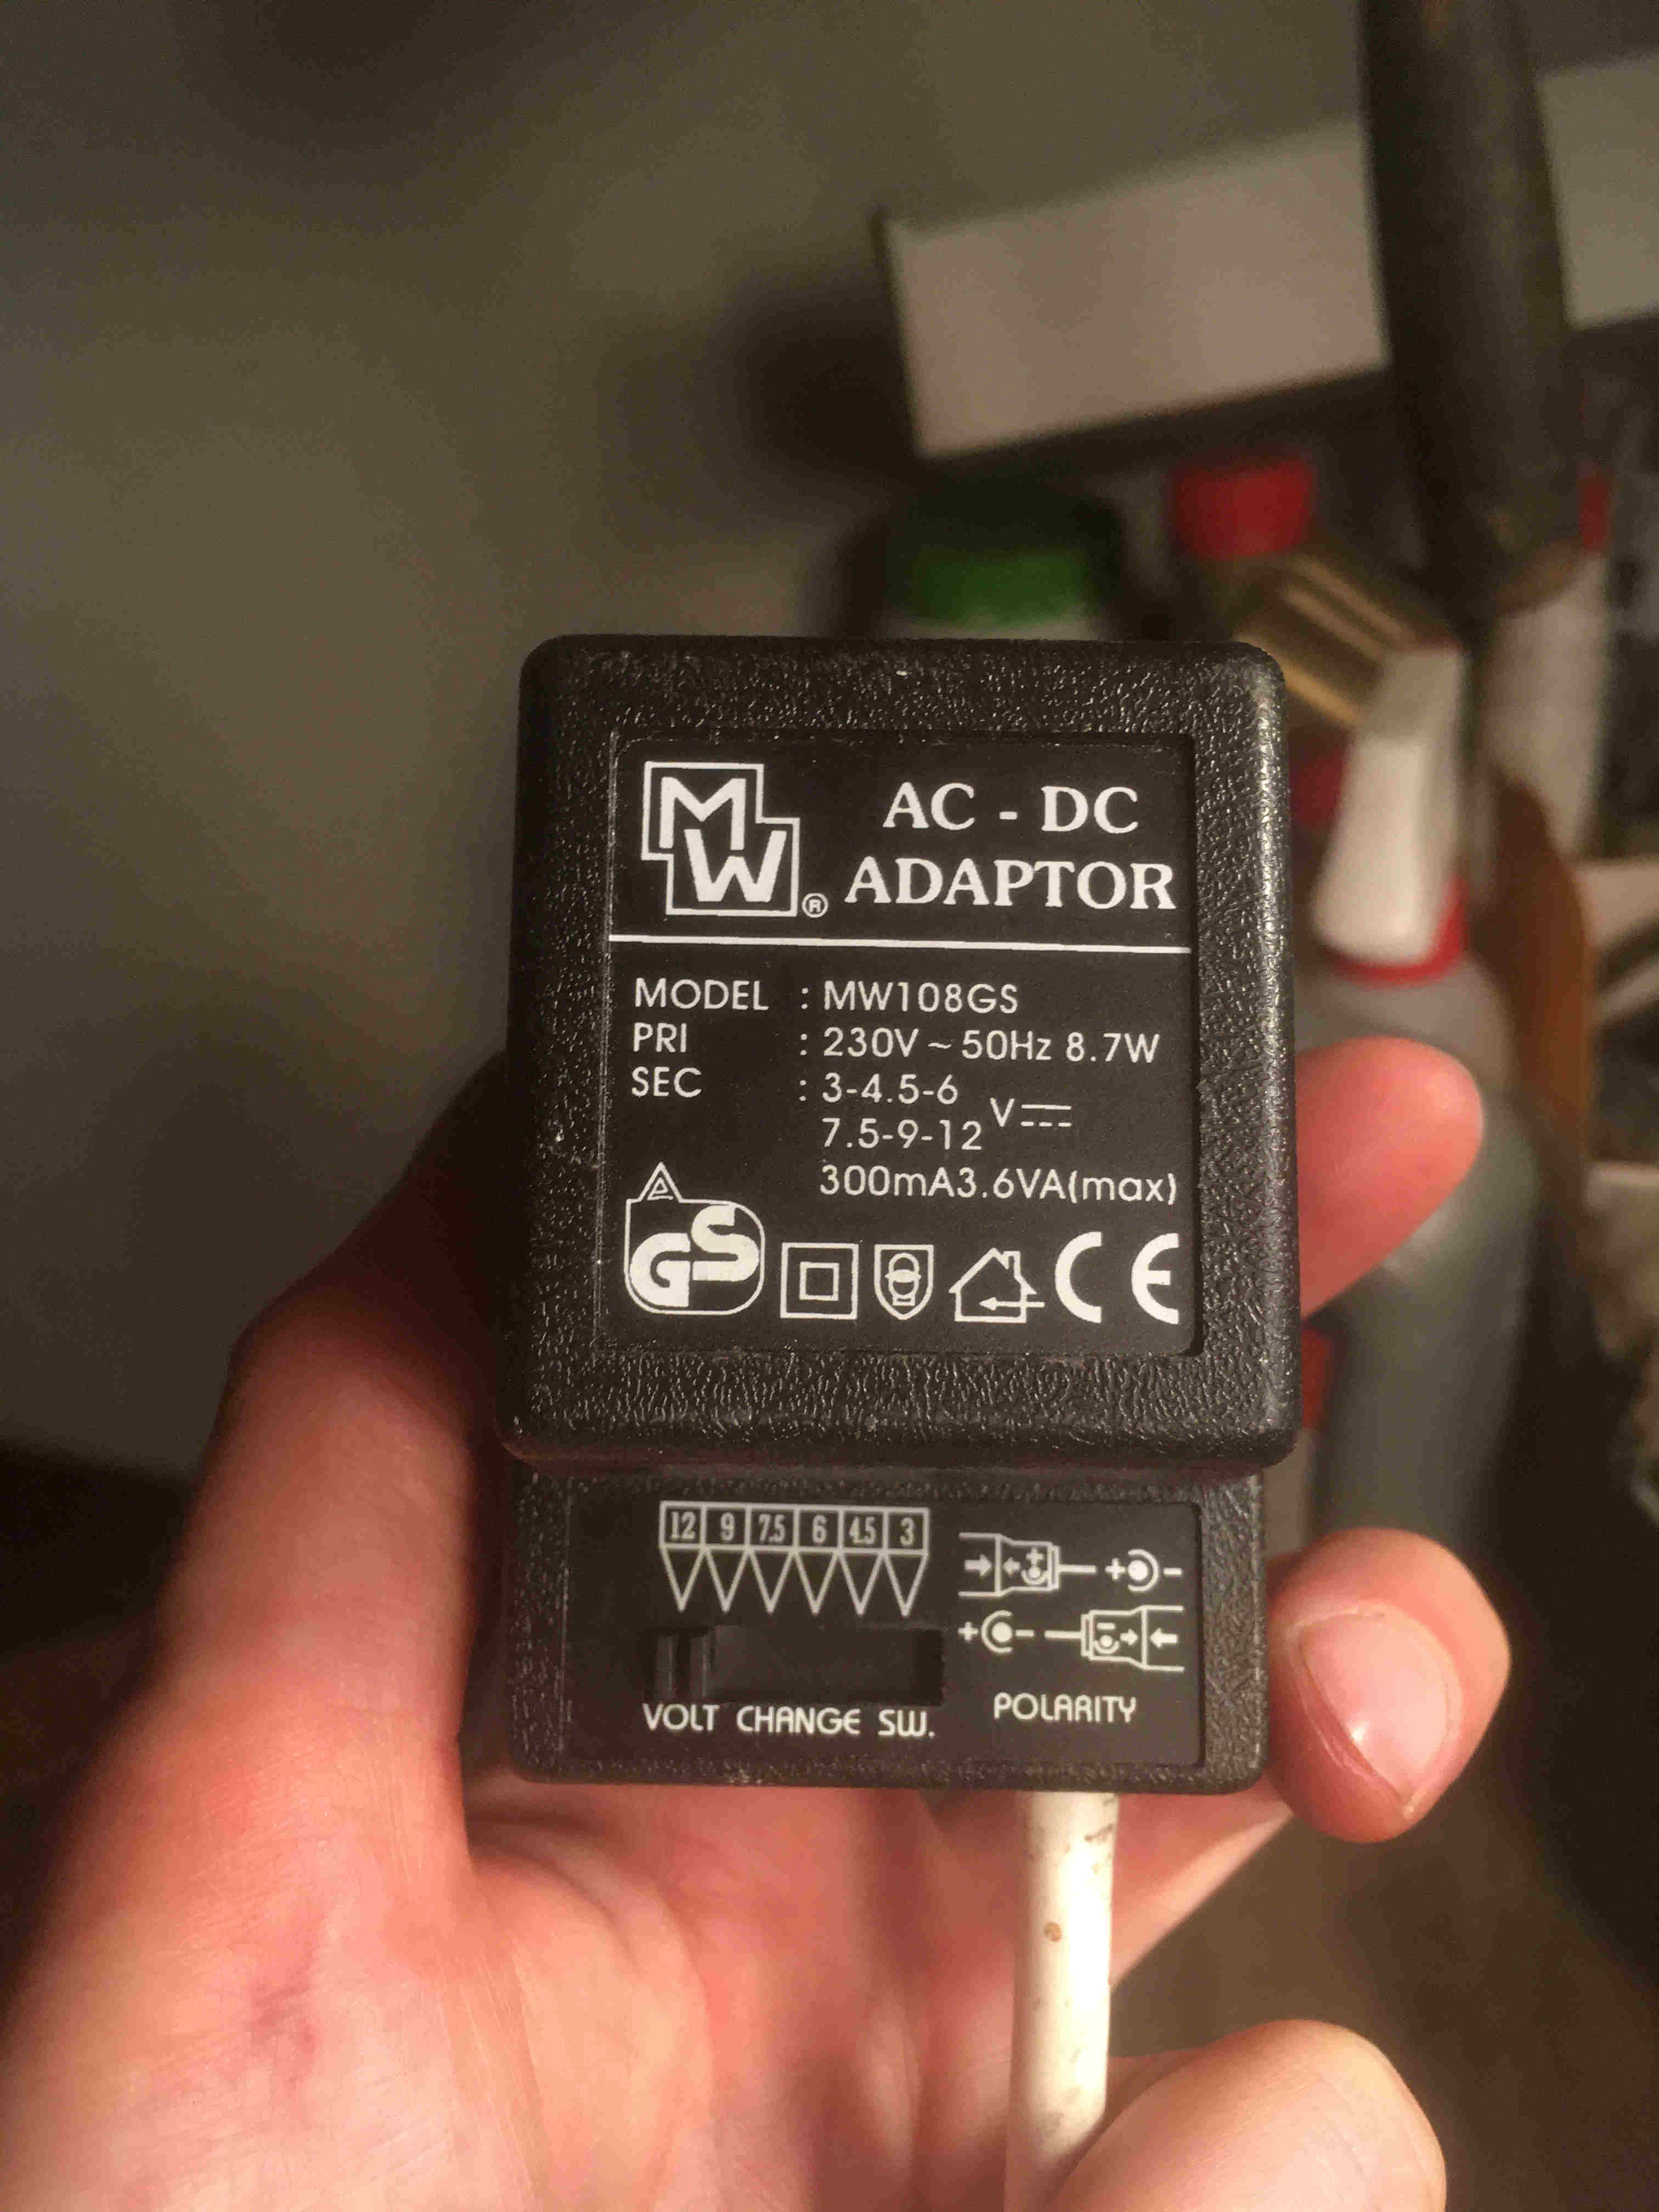 MW® AC - DC
ADAPTOR
MODEL : MW108GS
PRI : 230V ~ 50Hz 8.7W
SEC : 3-4.5-6
7.5-9-12 V
300mA3.6VA(max)
GS CE
12 9 7.5 6 4.5 3
+ -
+ -
VOLT CHANGE SW. POLARITY